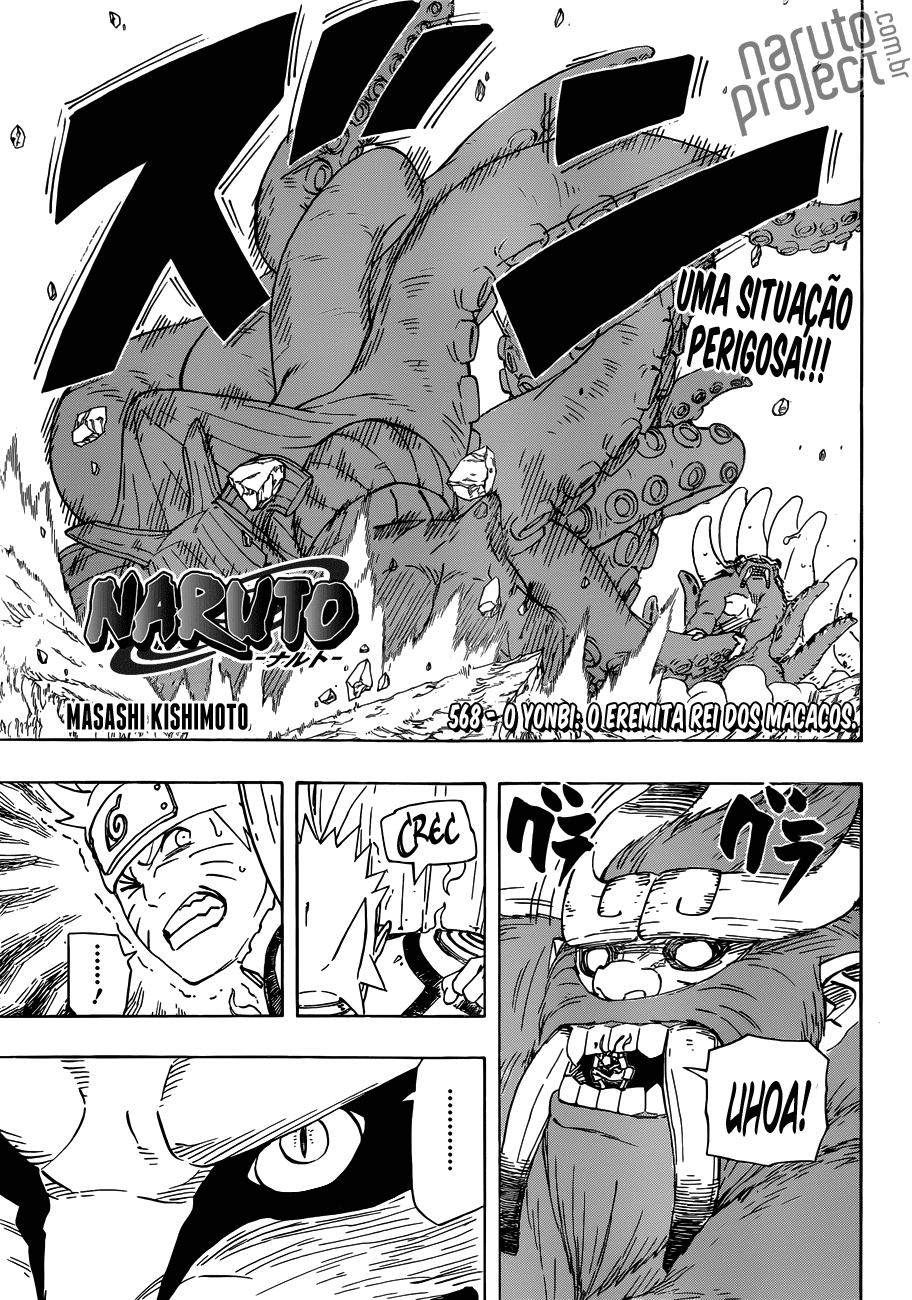 naruto
project.com.br
ズン
UMA SITUAÇÃO
PERIGOSA!!!
NARUTO
-ナルト-
MASASHI KISHIMOTO
568 - O YONBI; O EREMITA REI DOS MACACOS.
グラ
グラ
UHOA!
CREC
......!
........